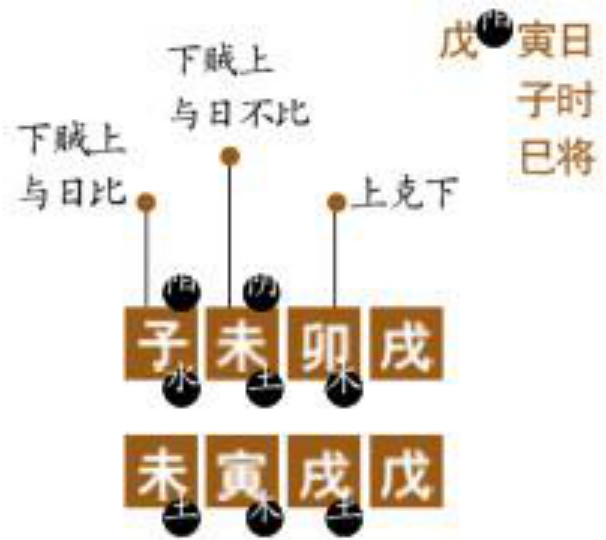 戊阳寅日
子时
巳将
下贼上
与日不比
下贼上
与日比
上克下
阳 阴
子 未 卯 戌
水 土 木
未 寅 戌 戊
土 木 土